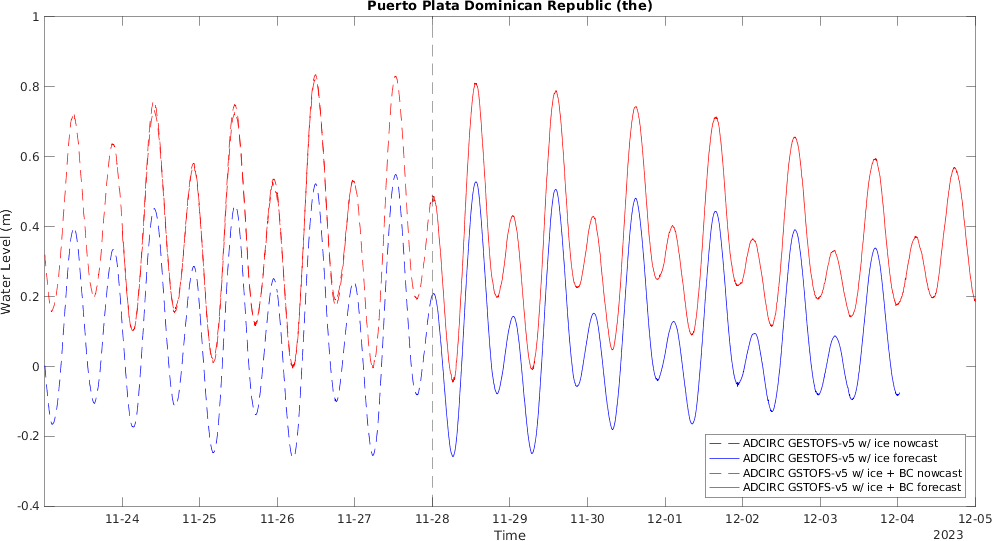 Puerto Plata Dominican Republic (the)
Water Level (m)
1
0.8
0.6
0.4
0.2
0
-0.2
-0.4
ADCIRC GESTOFS-v5 w/ ice nowcast
ADCIRC GESTOFS-v5 w/ ice forecast
ADCIRC GSTOFS-v5 w/ ice + BC nowcast
ADCIRC GSTOFS-v5 w/ ice + BC forecast
11-24 11-25 11-26 11-27 11-28 11-29 11-30 12-01 12-02 12-03 12-04 12-05
Time
2023